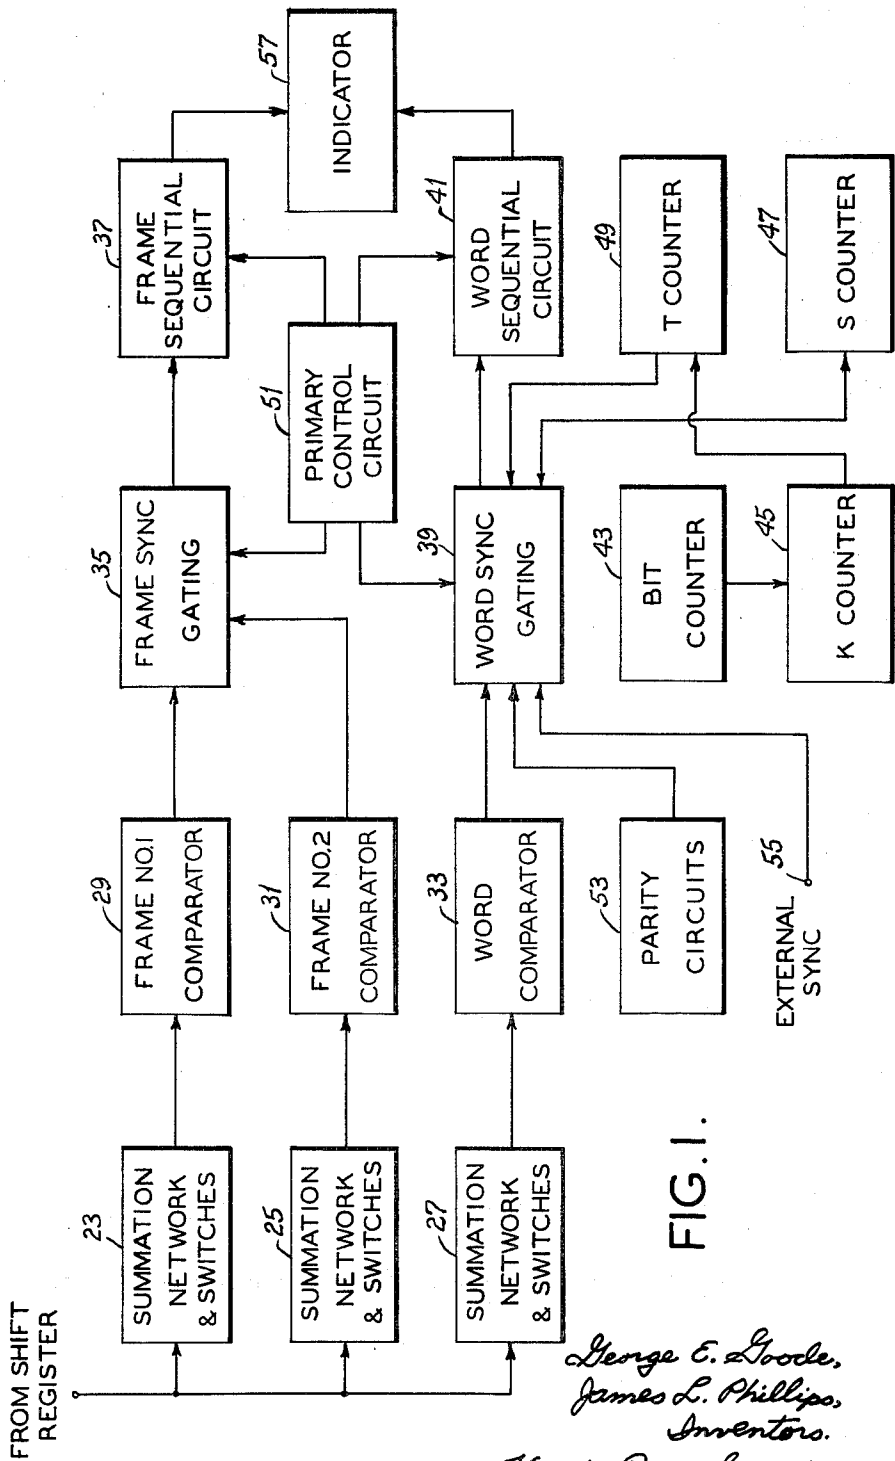 FROM SHIFT
REGISTER
23
SUMMATION
NETWORK
& SWITCHES
25
SUMMATION
NETWORK
& SWITCHES
27
SUMMATION
NETWORK
& SWITCHES
29
FRAME NO.1
COMPARATOR
31
FRAME NO.2
COMPARATOR
33
WORD
COMPARATOR
53
PARITY
CIRCUITS
EXTERNAL
SYNC
55
35
FRAME SYNC
GATING
39
WORD SYNC
GATING
43
BIT
COUNTER
45
K COUNTER
51
PRIMARY
CONTROL
CIRCUIT
37
FRAME
SEQUENTIAL
CIRCUIT
57
INDICATOR
41
WORD
SEQUENTIAL
CIRCUIT
49
T COUNTER
47
S COUNTER
FIG.1.
George E. Goode,
James L. Phillips,
Inventors.